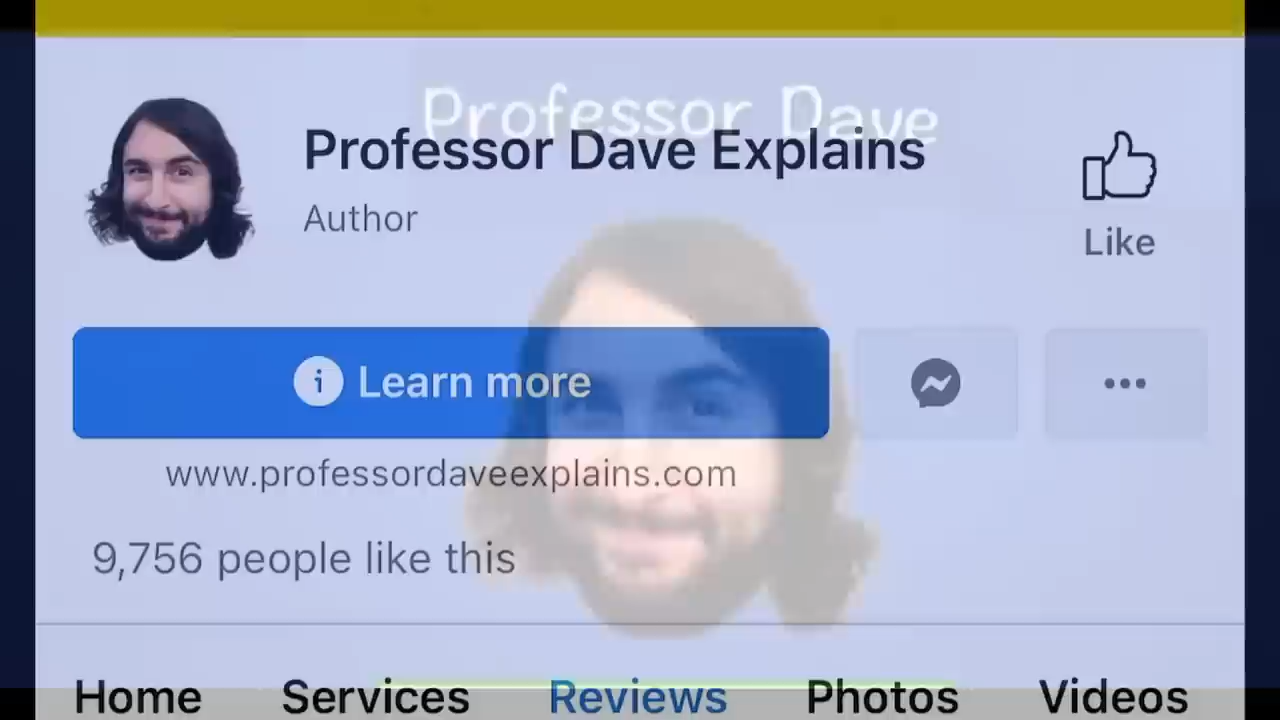 Professor Dave
Professor Dave Explains
Author
Like
Learn more
www.professordaveexplains.com
9,756 people like this
Home Services Reviews Photos Videos